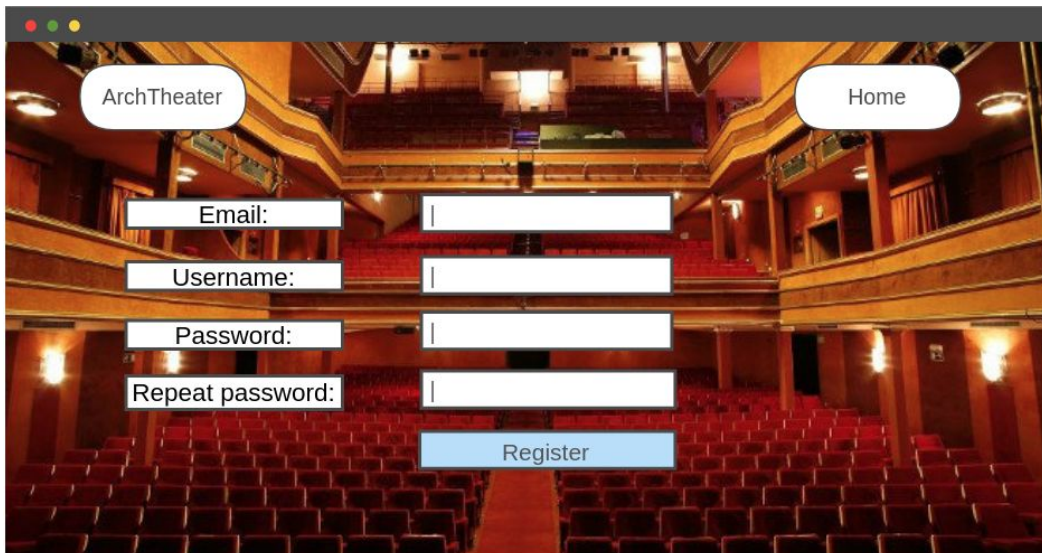 ArchTheater
Home
Email:
Username:
Password:
Repeat password:
Register